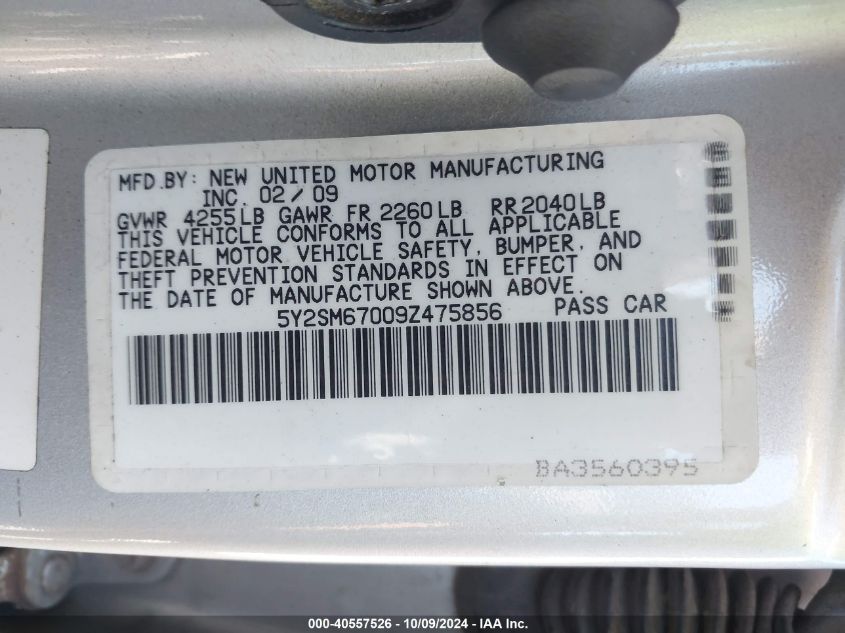 MFD.BY: NEW UNITED MOTOR MANUFACTURING
INC. 02/09
GVWR 4255LB GAWR FR 2260LB RR2040LB
THIS VEHICLE CONFORMS TO ALL APPLICABLE
FEDERAL MOTOR VEHICLE SAFETY, BUMPER, AND
THEFT PREVENTION STANDARDS IN EFFECT ON
THE DATE OF MANUFACTURE SHOWN ABOVE.
5Y2SM67009Z475856 PASS CAR
BA3560395
000-40557526 - 10/09/2024 - IAA Inc.